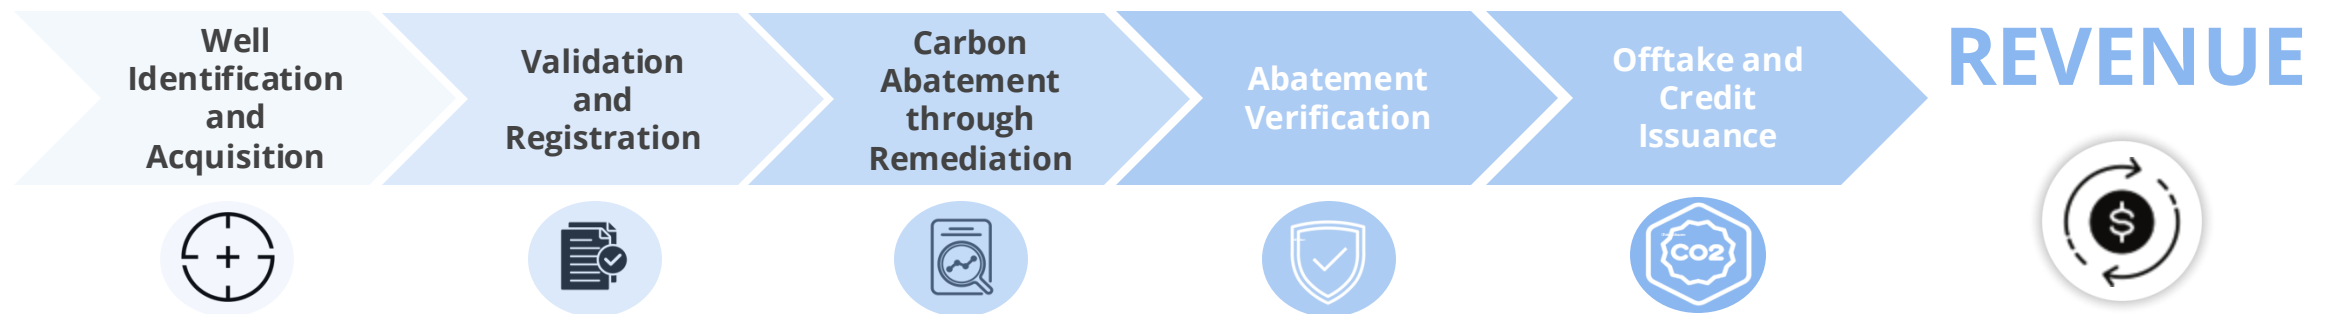 Well
Identification
and
Acquisition
Validation
and
Registration
Carbon
Abatement
through
Remediation
Abatement
Verification
Offtake and
Credit
Issuance
REVENUE
$
CO2